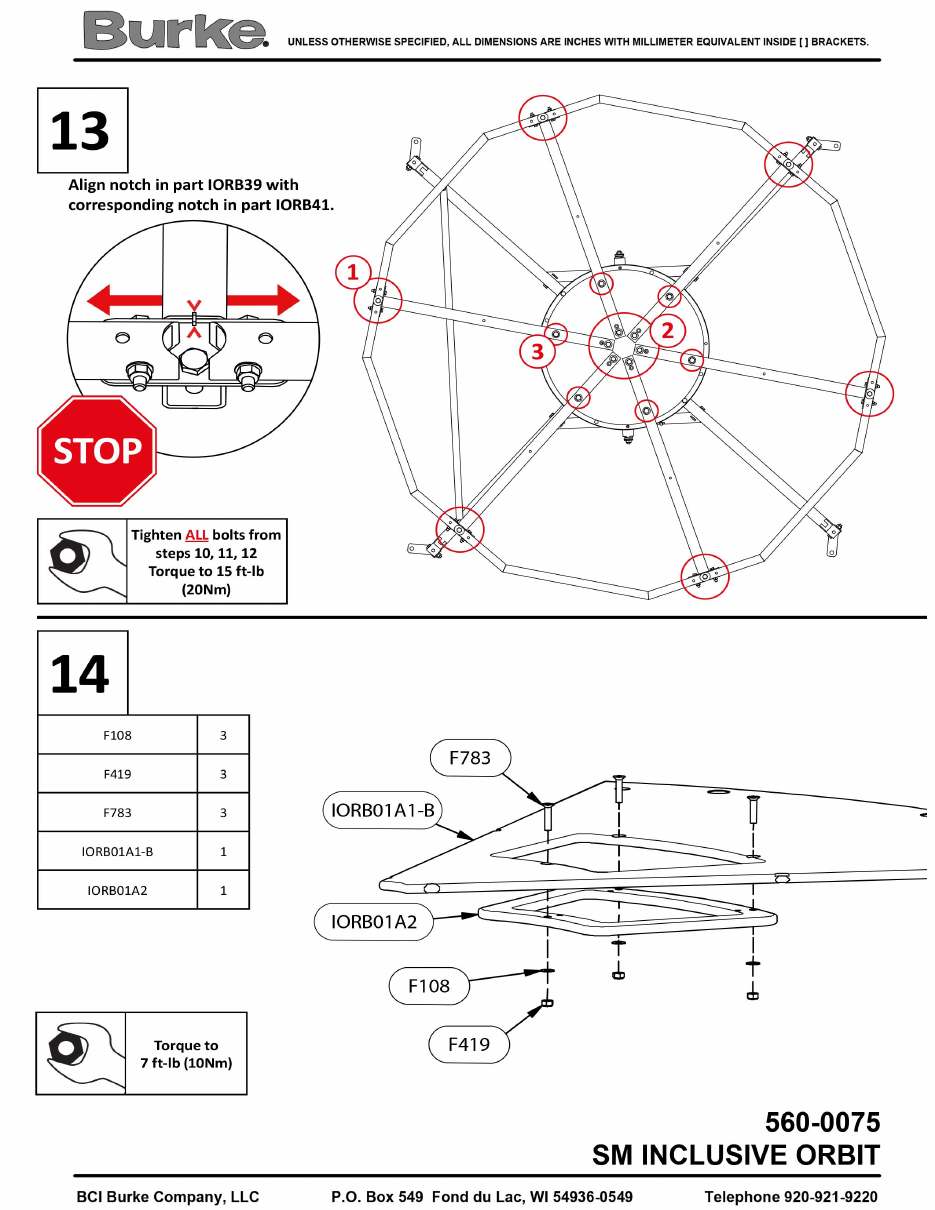 Burke.
UNLESS OTHERWISE SPECIFIED, ALL DIMENSIONS ARE INCHES WITH MILLIMETER EQUIVALENT INSIDE [ ] BRACKETS.
13
Align notch in part IORB39 with
corresponding notch in part IORB41.
1
2
3
STOP
Tighten ALL bolts from
steps 10, 11, 12
Torque to 15 ft-lb
(20Nm)
14
F108 3
F419 3
F783 3
IORB01A1-B 1
IORB01A2 1
F783
IORB01A1-B
IORB01A2
F108
F419
Torque to
7 ft-lb (10Nm)
560-0075
SM INCLUSIVE ORBIT
BCI Burke Company, LLC P.O. Box 549 Fond du Lac, WI 54936-0549 Telephone 920-921-9220